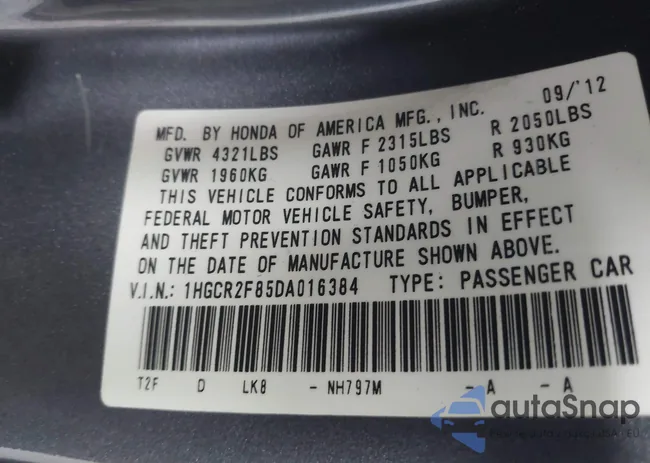 MFD. BY HONDA OF AMERICA MFG., INC. 09/'12
GVWR 4321LBS GAWR F 2315LBS R 2050LBS
GVWR 1960KG GAWR F 1050KG R 930KG
THIS VEHICLE CONFORMS TO ALL APPLICABLE
FEDERAL MOTOR VEHICLE SAFETY, BUMPER,
AND THEFT PREVENTION STANDARDS IN EFFECT
ON THE DATE OF MANUFACTURE SHOWN ABOVE.
V.I.N.: 1HGCR2F85DA016384 TYPE: PASSENGER CAR
T2F D LK8 - NH797M - A - A
autaSnap